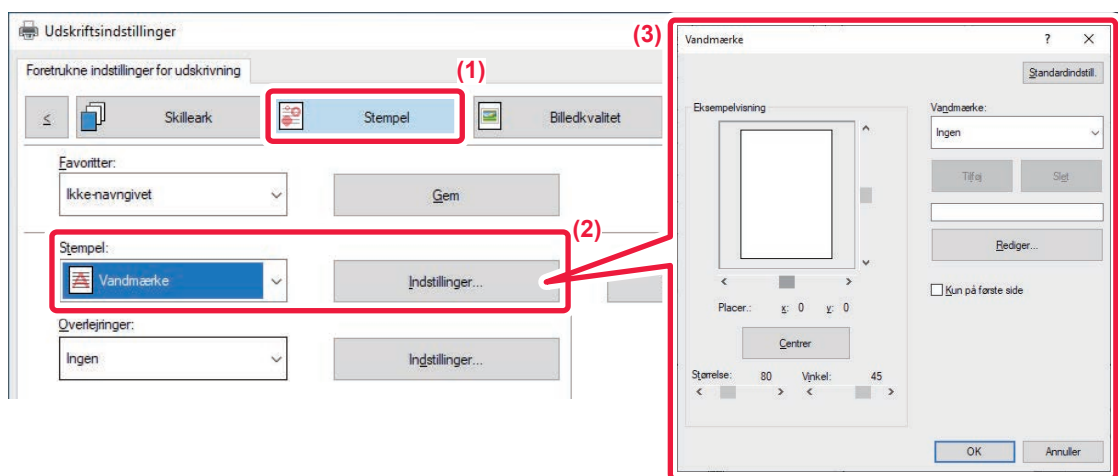 Udskriftsindstillinger
Foretrukne indstillinger for udskrivning
(1)
< Skilleark Stempel Billedkvalitet
Favoritter:
Ikke-navngivet Gem
(2)
Stempel:
Vandmærke Indstillinger...
Overlejringer:
Ingen Indstillinger...
(3)
Vandmærke ? X
Standardindstill.
Eksempelvisning
Vandmærke:
Ingen
Tilføj Slet
Rediger...
Kun på første side
Placer.: x: 0 y: 0
Centrer
Størrelse: 80 Vinkel: 45
OK Annuller